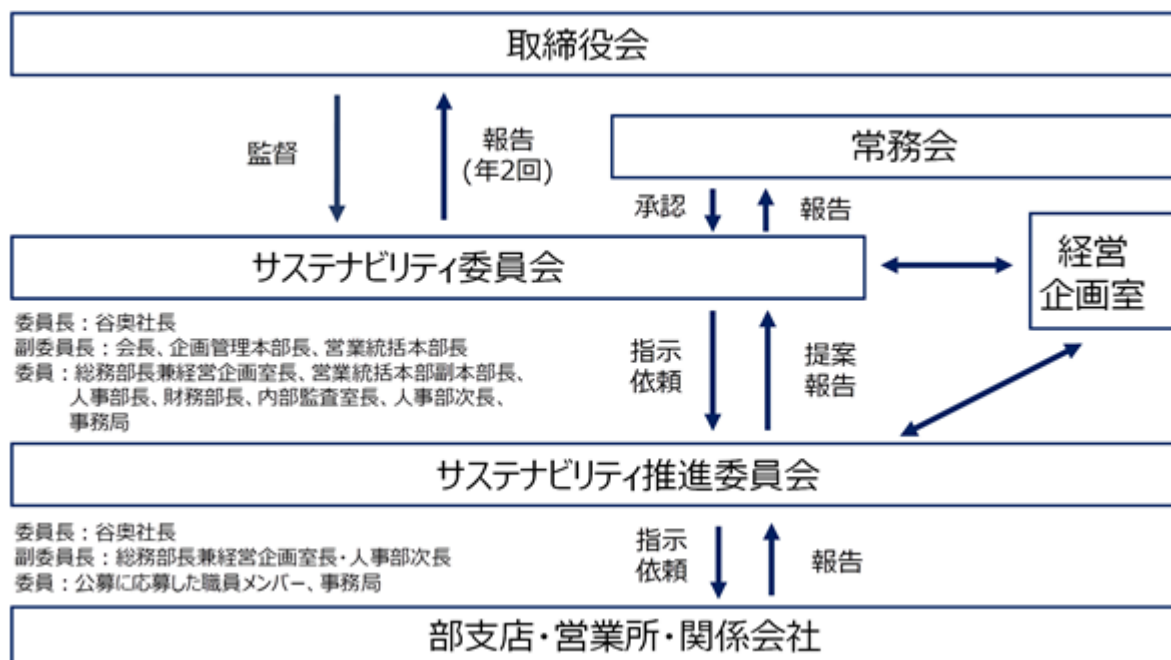 取締役会
監督
報告
(年2回)
常務会
承認
報告
サステナビリティ委員会
経営
企画室
委員長：谷奥社長
副委員長：会長、企画管理本部長、営業統括本部長
委員：総務部長兼経営企画室長、営業統括本部副本部長、
人事部長、財務部長、内部監査室長、人事部次長、
事務局
指示
依頼
提案
報告
サステナビリティ推進委員会
委員長：谷奥社長
副委員長：総務部長兼経営企画室長・人事部次長
委員：公募に応募した職員メンバー、事務局
指示
依頼
報告
部支店・営業所・関係会社